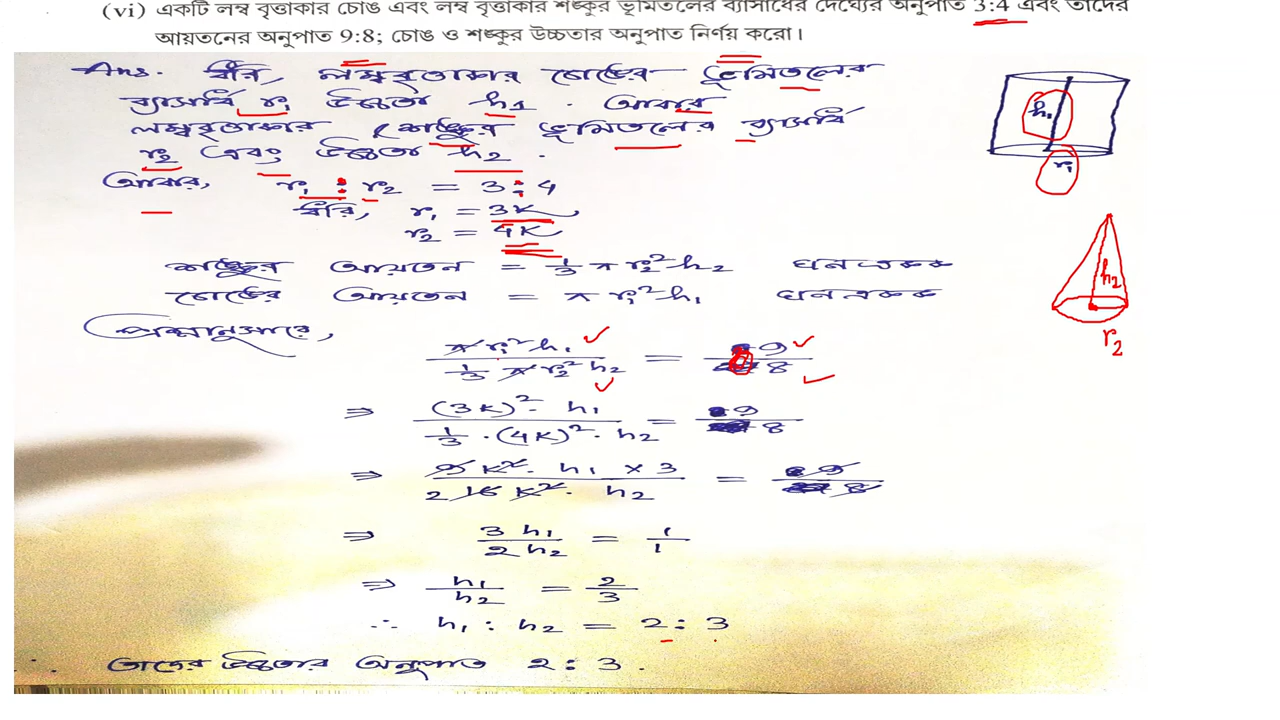 (vi) একটি লম্ব বৃত্তাকার চোঙ এবং লম্ব বৃত্তাকার শঙ্কুর ভূমিতলের ব্যাসার্ধের দৈর্ঘ্যের অনুপাত 3:4 এবং তাদের
আয়তনের অনুপাত 9:8; চোঙ ও শঙ্কুর উচ্চতার অনুপাত নির্ণয় করো।
Ans. ধরি, লম্ববৃত্তাকার চোঙের ভূমিতলের
ব্যাসার্ধ r₁ উচ্চতা h₁ . আবার
লম্ববৃত্তাকার শঙ্কুর ভূমিতলের ব্যাসার্ধ
r₂ এবং উচ্চতা h₂ .
আবার, r₁ : r₂ = 3 : 4
ধরি, r₁ = 3K
r₂ = 4K
শঙ্কুর আয়তন = 1/3 π r₂² h₂ ঘনএকক
চোঙের আয়তন = π r₁² h₁ ঘনএকক
প্রশ্নানুসারে,
π r₁² h₁ / 1/3 π r₂² h₂ = 9/8
⇒ (3K)² · h₁ / 1/3 · (4K)² · h₂ = 9/8
⇒ 9 K² · h₁ × 3 / 2 16 K² · h₂ = 9/8
⇒ 3 h₁ / 2 h₂ = 1/1
⇒ h₁/h₂ = 2/3
∴ h₁ : h₂ = 2 : 3
∴ তাদের উচ্চতার অনুপাত 2 : 3 .
h₁
r₁
h₂
r₂